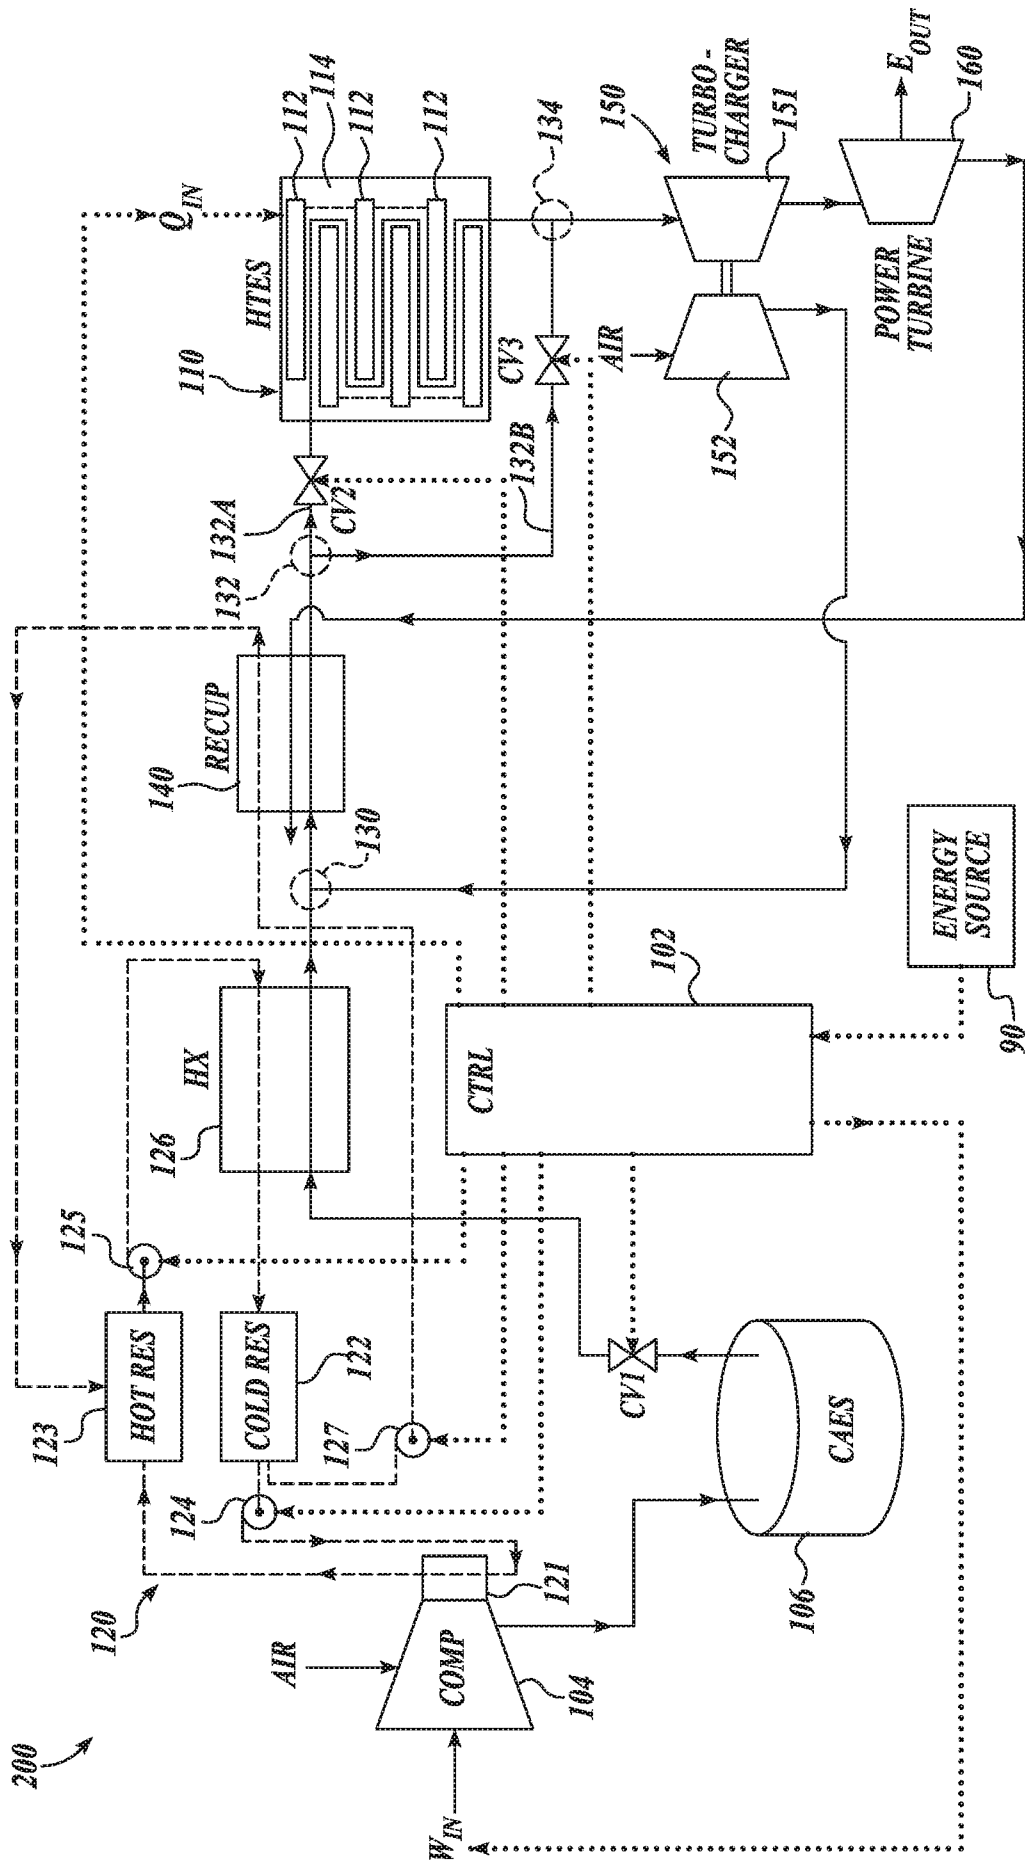 200
120
W_IN
AIR
COMP
104
121
124
HOT RES
123
125
COLD RES
122
127
CAES
106
CV1
HX
126
CTRL
102
ENERGY
SOURCE
90
130
RECUP
140
132
132A
CV2
132B
CV3
HTES
110
Q_IN
112
114
112
112
134
AIR
152
150
TURBO -
CHARGER
151
POWER
TURBINE
E_OUT
160